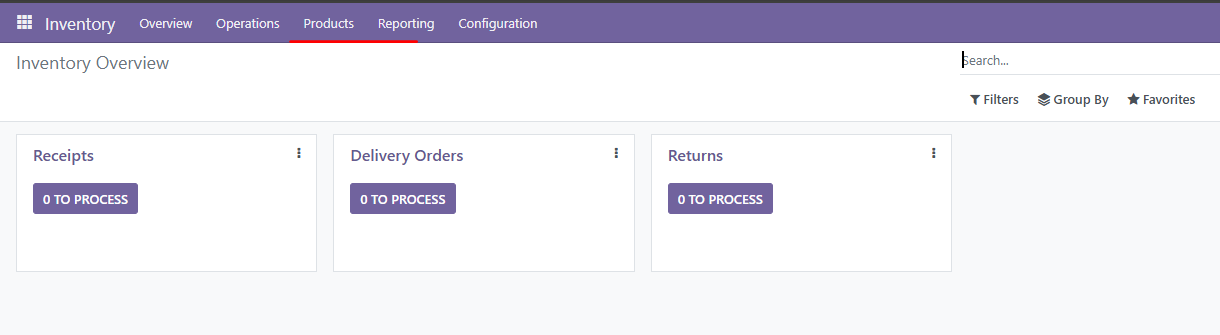 Inventory Overview Operations Products Reporting Configuration
Inventory Overview
Search...
Filters Group By Favorites
Receipts Delivery Orders Returns
0 TO PROCESS 0 TO PROCESS 0 TO PROCESS